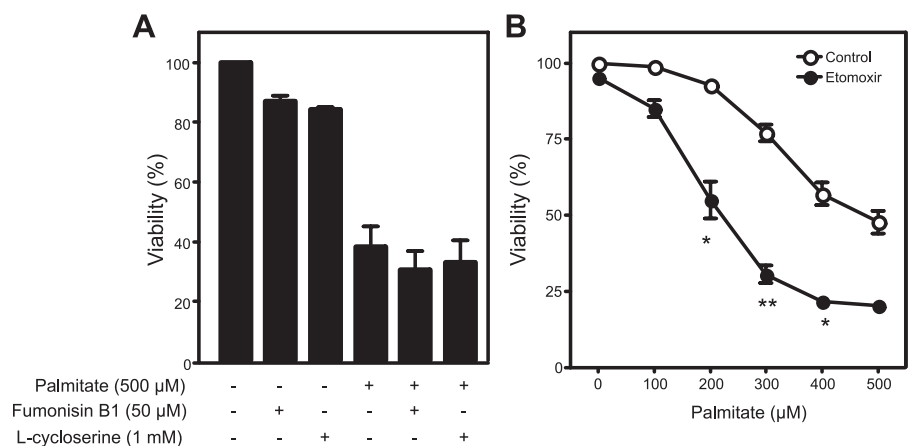 A
Viability (%)
100
80
60
40
20
0
Palmitate (500 μM) - - - + + +
Fumonisin B1 (50 μM) - + - - + -
L-cycloserine (1 mM) - - + - - +
B
Viability (%)
100
75
50
25
0
Control
Etomoxir
*
**
*
0 100 200 300 400 500
Palmitate (μM)